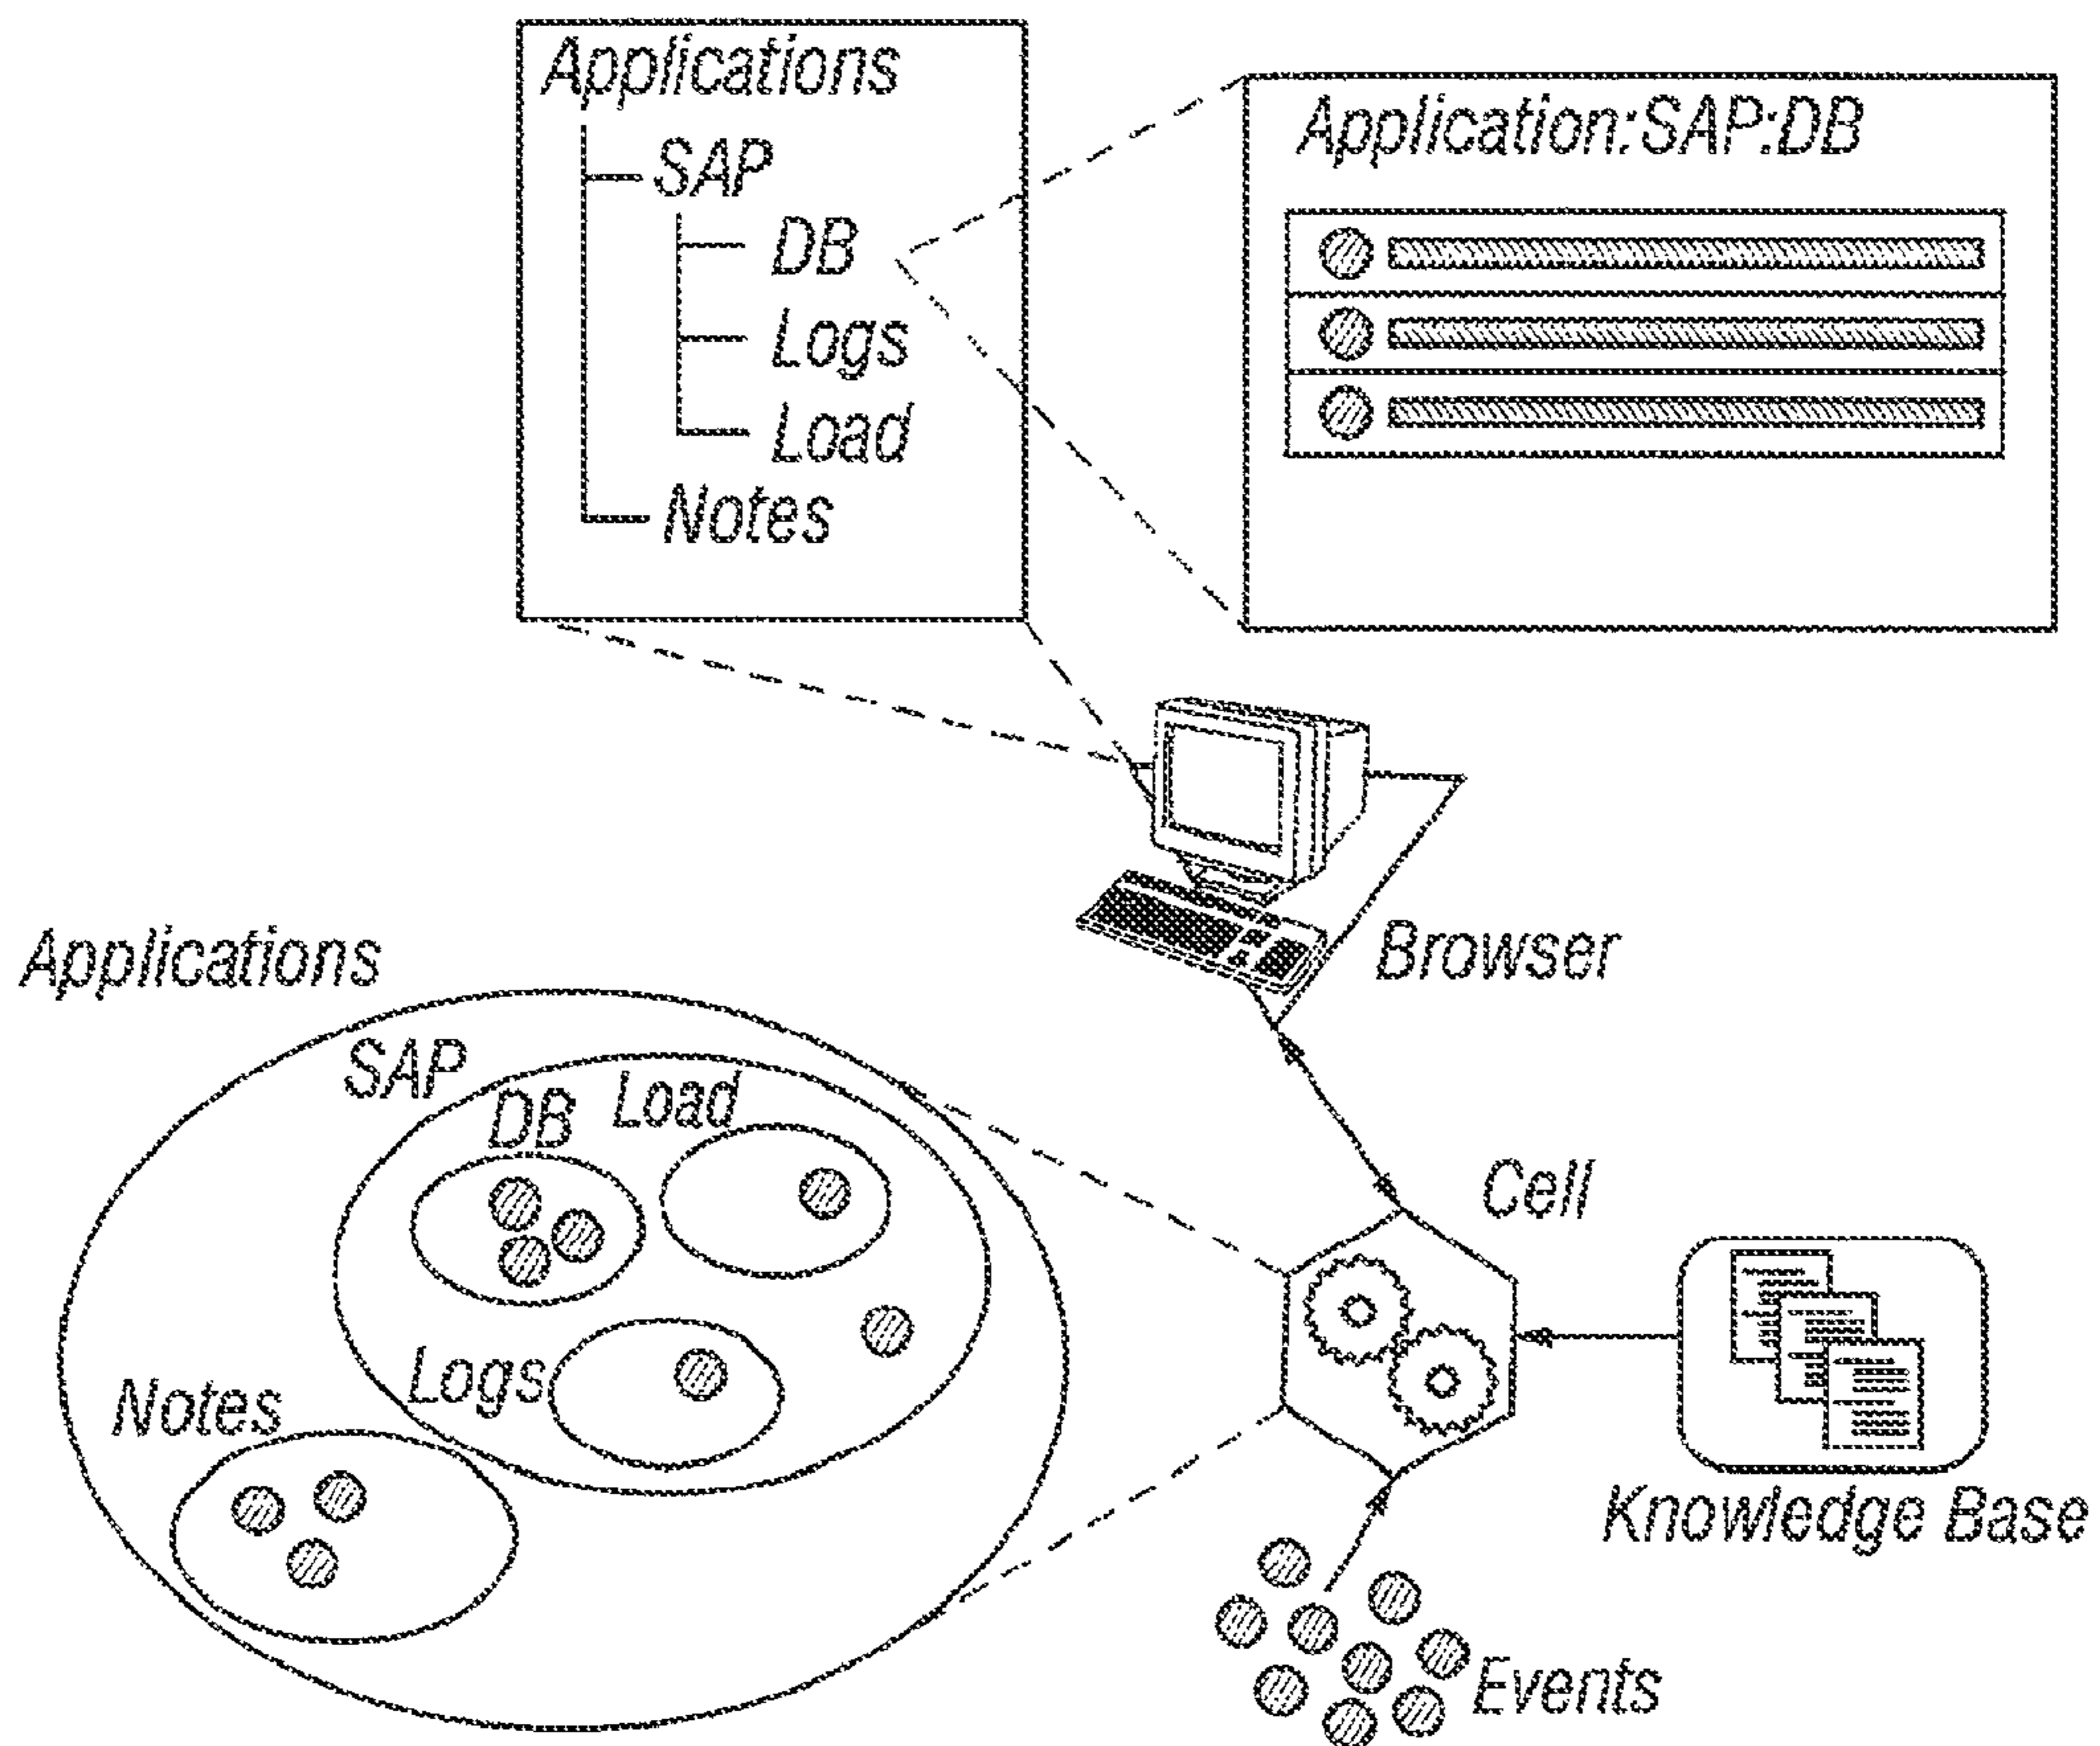 Applications
SAP
DB
Logs
Load
Notes
Application:SAP:DB
Browser
Applications
SAP
DB
Load
Logs
Notes
Cell
Knowledge Base
Events